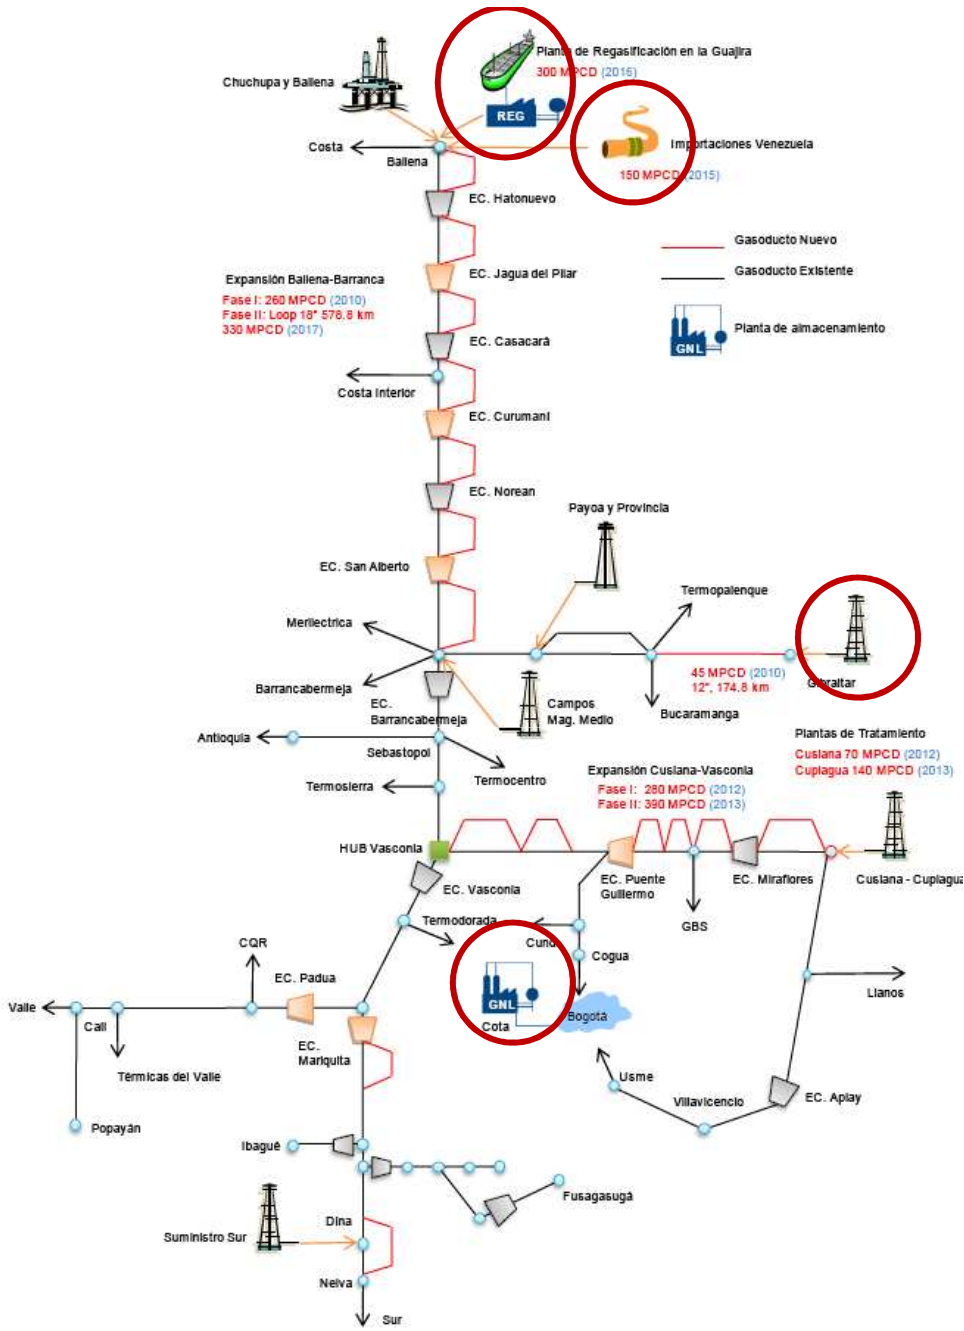 Planta de Regasificación en la Guajira
300 MPCD (2016)
Chuchupa y Ballena
REG
Importaciones Venezuela
150 MPCD (2015)
Costa
Ballena
EC. Hatonuevo
Gasoducto Nuevo
Gasoducto Existente
EC. Jagua del Pilar
Expansión Ballena-Barranca
Fase I: 260 MPCD (2010)
Fase II: Loop 18" 578.8 km
330 MPCD (2017)
Planta de almacenamiento
GNL
EC. Casacará
Costa Interior
EC. Curumaní
EC. Norean
Payoa y Provincia
EC. San Alberto
Termopalenque
Merilectrica
45 MPCD (2010)
12", 174.8 km
Gibraltar
Barrancabermeja
EC.
Barrancabermeja
Campos
Mag. Medio
Bucaramanga
Antioquia
Sebastopol
Termocentro
Plantas de Tratamiento
Cusiana 70 MPCD (2012)
Cupiagua 140 MPCD (2013)
Termosierra
Expansión Cusiana-Vasconia
Fase I: 280 MPCD (2012)
Fase II: 390 MPCD (2013)
HUB Vasconia
EC. Vasconia
EC. Puente
Guillermo
EC. Miraflores
Cusiana - Cupiagua
GBS
Termodorada
Cund
Cogua
CQR
EC. Padua
GNL
Cota
Bogotá
Llanos
Valle
Cali
EC.
Mariquita
Térmicas del Valle
Usme
Villavicencio
EC. Apiay
Popayán
Ibagué
Fusagasugá
Dina
Suministro Sur
Neiva
Sur